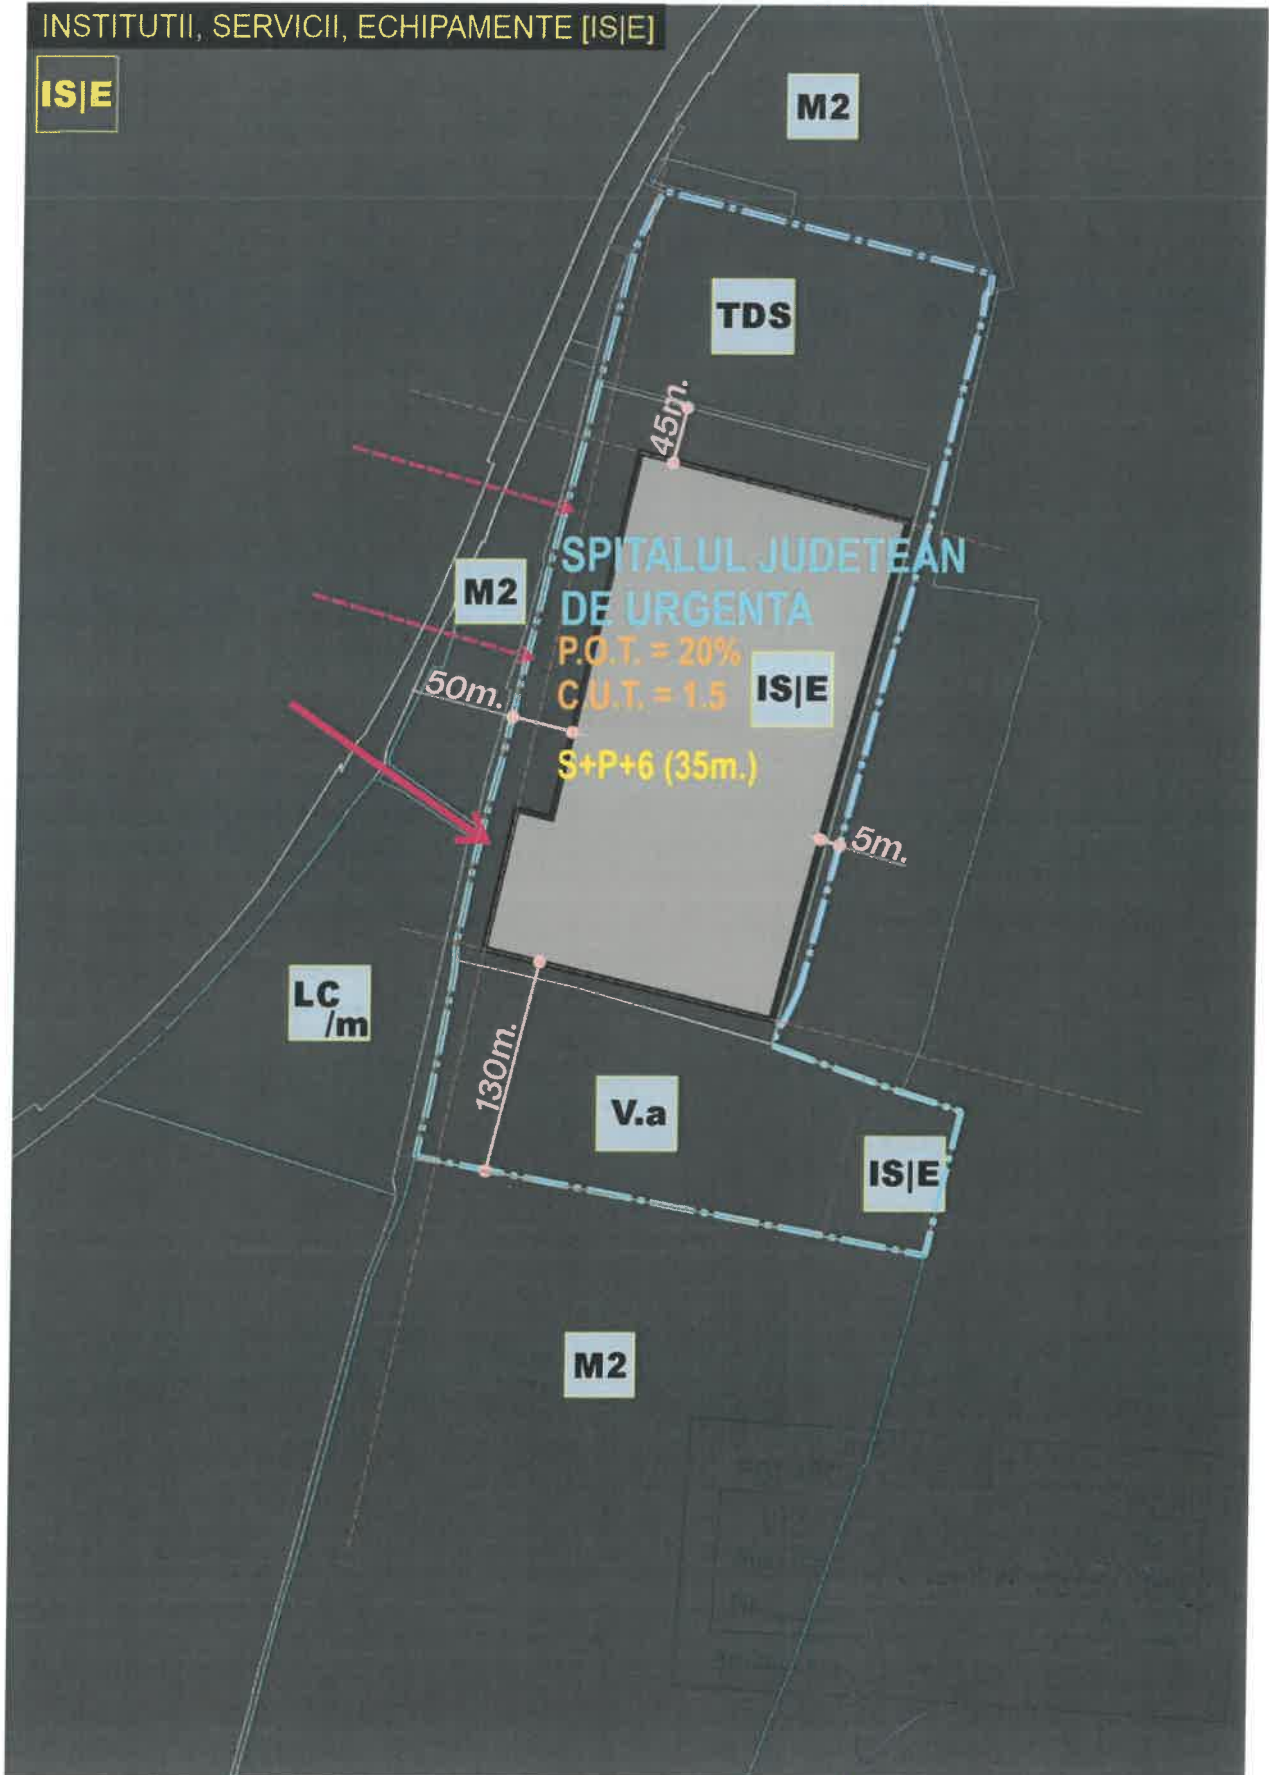 INSTITUTII, SERVICII, ECHIPAMENTE [IS|E]
IS|E
M2
TDS
45m.
SPITALUL JUDETEAN
DE URGENTA
M2
P.O.T. = 20%
IS|E
50m.
C.U.T. = 1.5
S+P+6 (35m.)
5m.
LC
/m
130m.
V.a
IS|E
M2